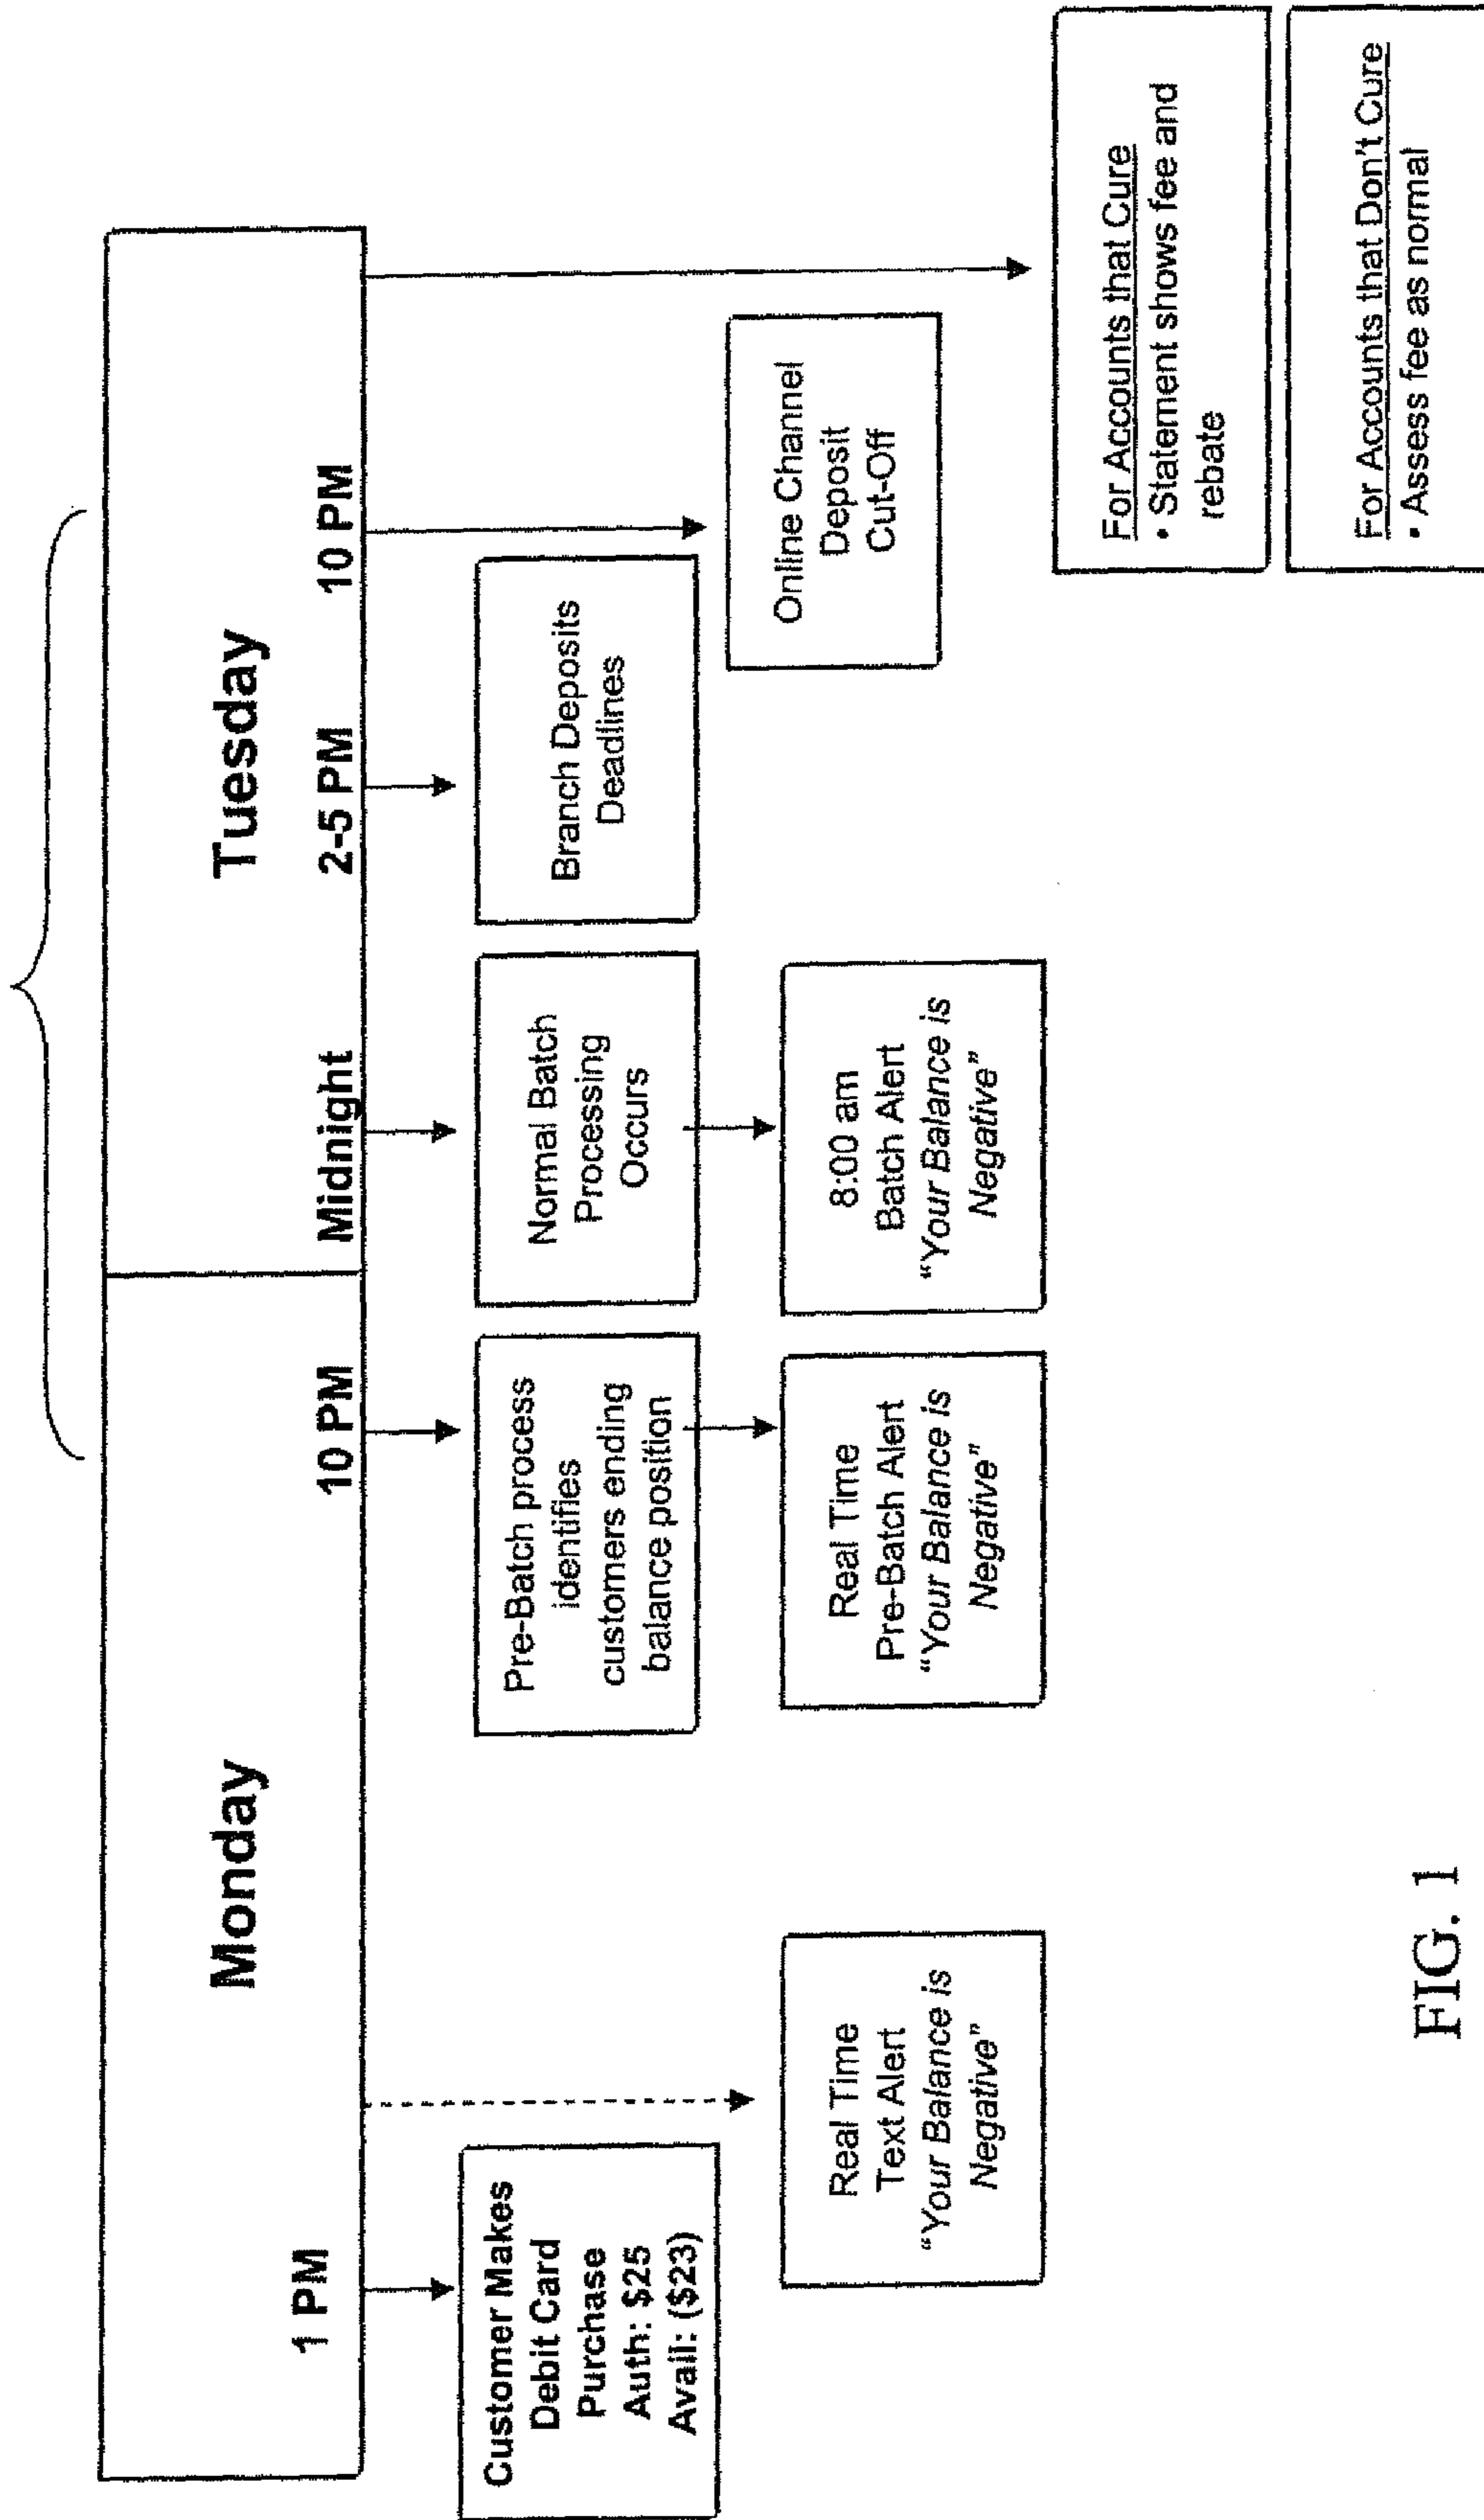 Monday
Tuesday
1 PM
10 PM
Midnight
2-5 PM
10 PM
Customer Makes
Debit Card
Purchase
Auth: $25
Avail: ($23)
Real Time
Text Alert
“Your Balance is
Negative”
Pre-Batch process
identifies
customers ending
balance position
Real Time
Pre-Batch Alert
“Your Balance is
Negative”
Normal Batch
Processing
Occurs
8:00 am
Batch Alert
“Your Balance is
Negative”
Branch Deposits
Deadlines
Online Channel
Deposit
Cut-Off
For Accounts that Cure
• Statement shows fee and
rebate
For Accounts that Don't Cure
• Assess fee as normal
FIG. 1